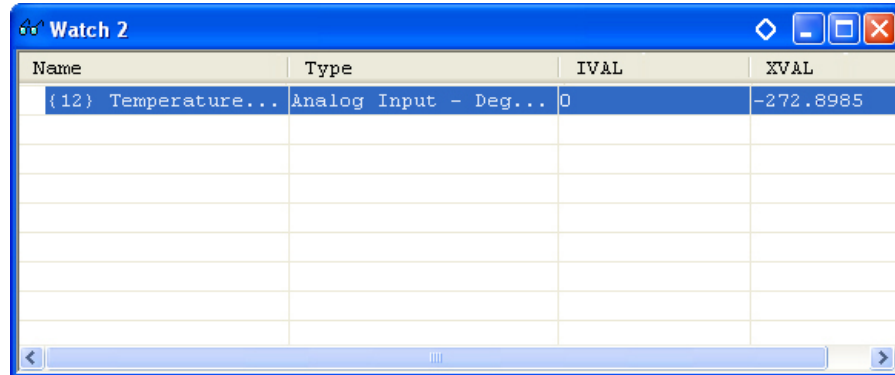 Watch 2
Name Type IVAL XVAL
{12} Temperature... Analog Input - Deg... 0 -272.8985